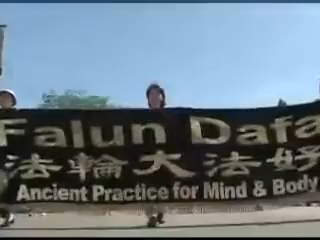 Falun Dafa
法輪大法好
Ancient Practice for Mind & Body